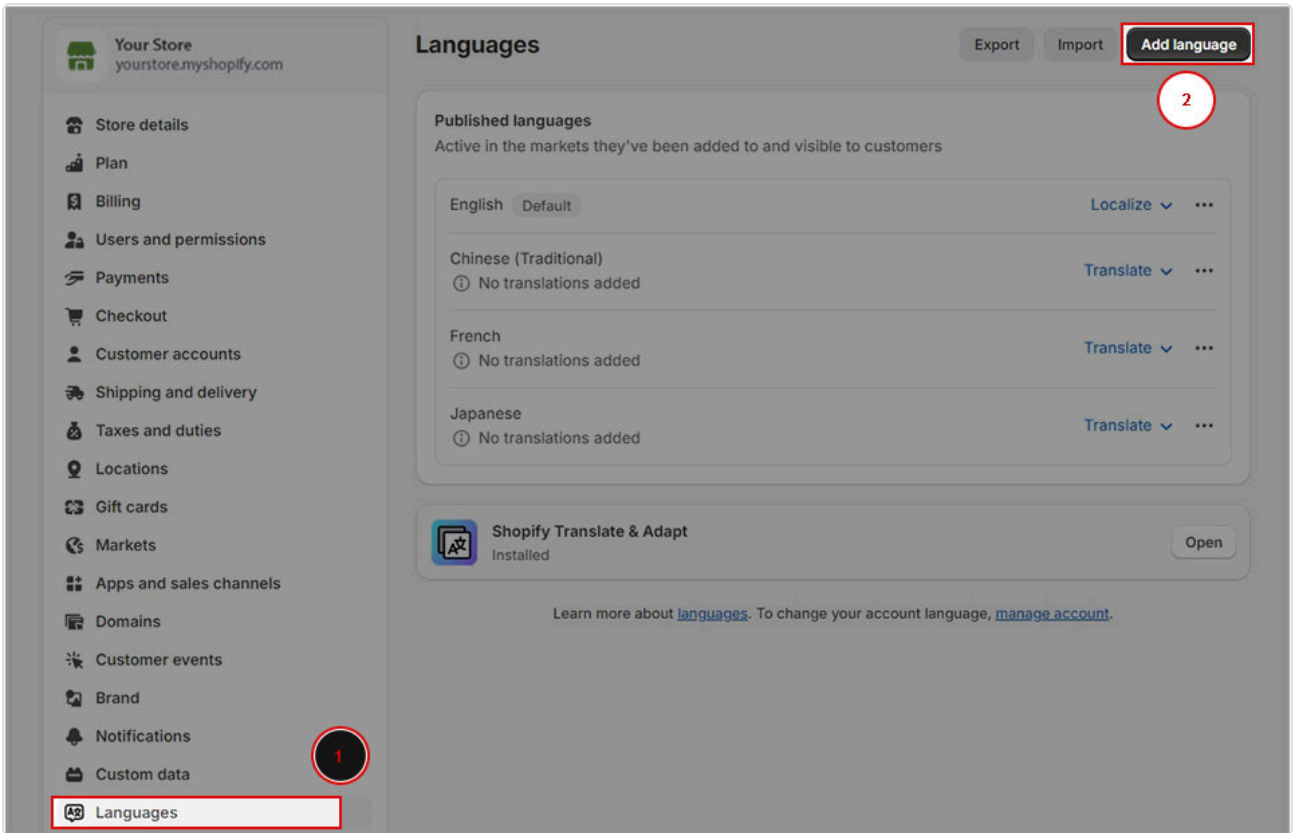 Your Store
yourstore.myshopify.com
Store details
Plan
Billing
Users and permissions
Payments
Checkout
Customer accounts
Shipping and delivery
Taxes and duties
Locations
Gift cards
Markets
Apps and sales channels
Domains
Customer events
Brand
Notifications
Custom data
1
Languages
Languages
Export Import Add language
2
Published languages
Active in the markets they've been added to and visible to customers
English Default Localize
Chinese (Traditional)
No translations added Translate
French
No translations added Translate
Japanese
No translations added Translate
Shopify Translate & Adapt
Installed
Open
Learn more about languages. To change your account language, manage account.